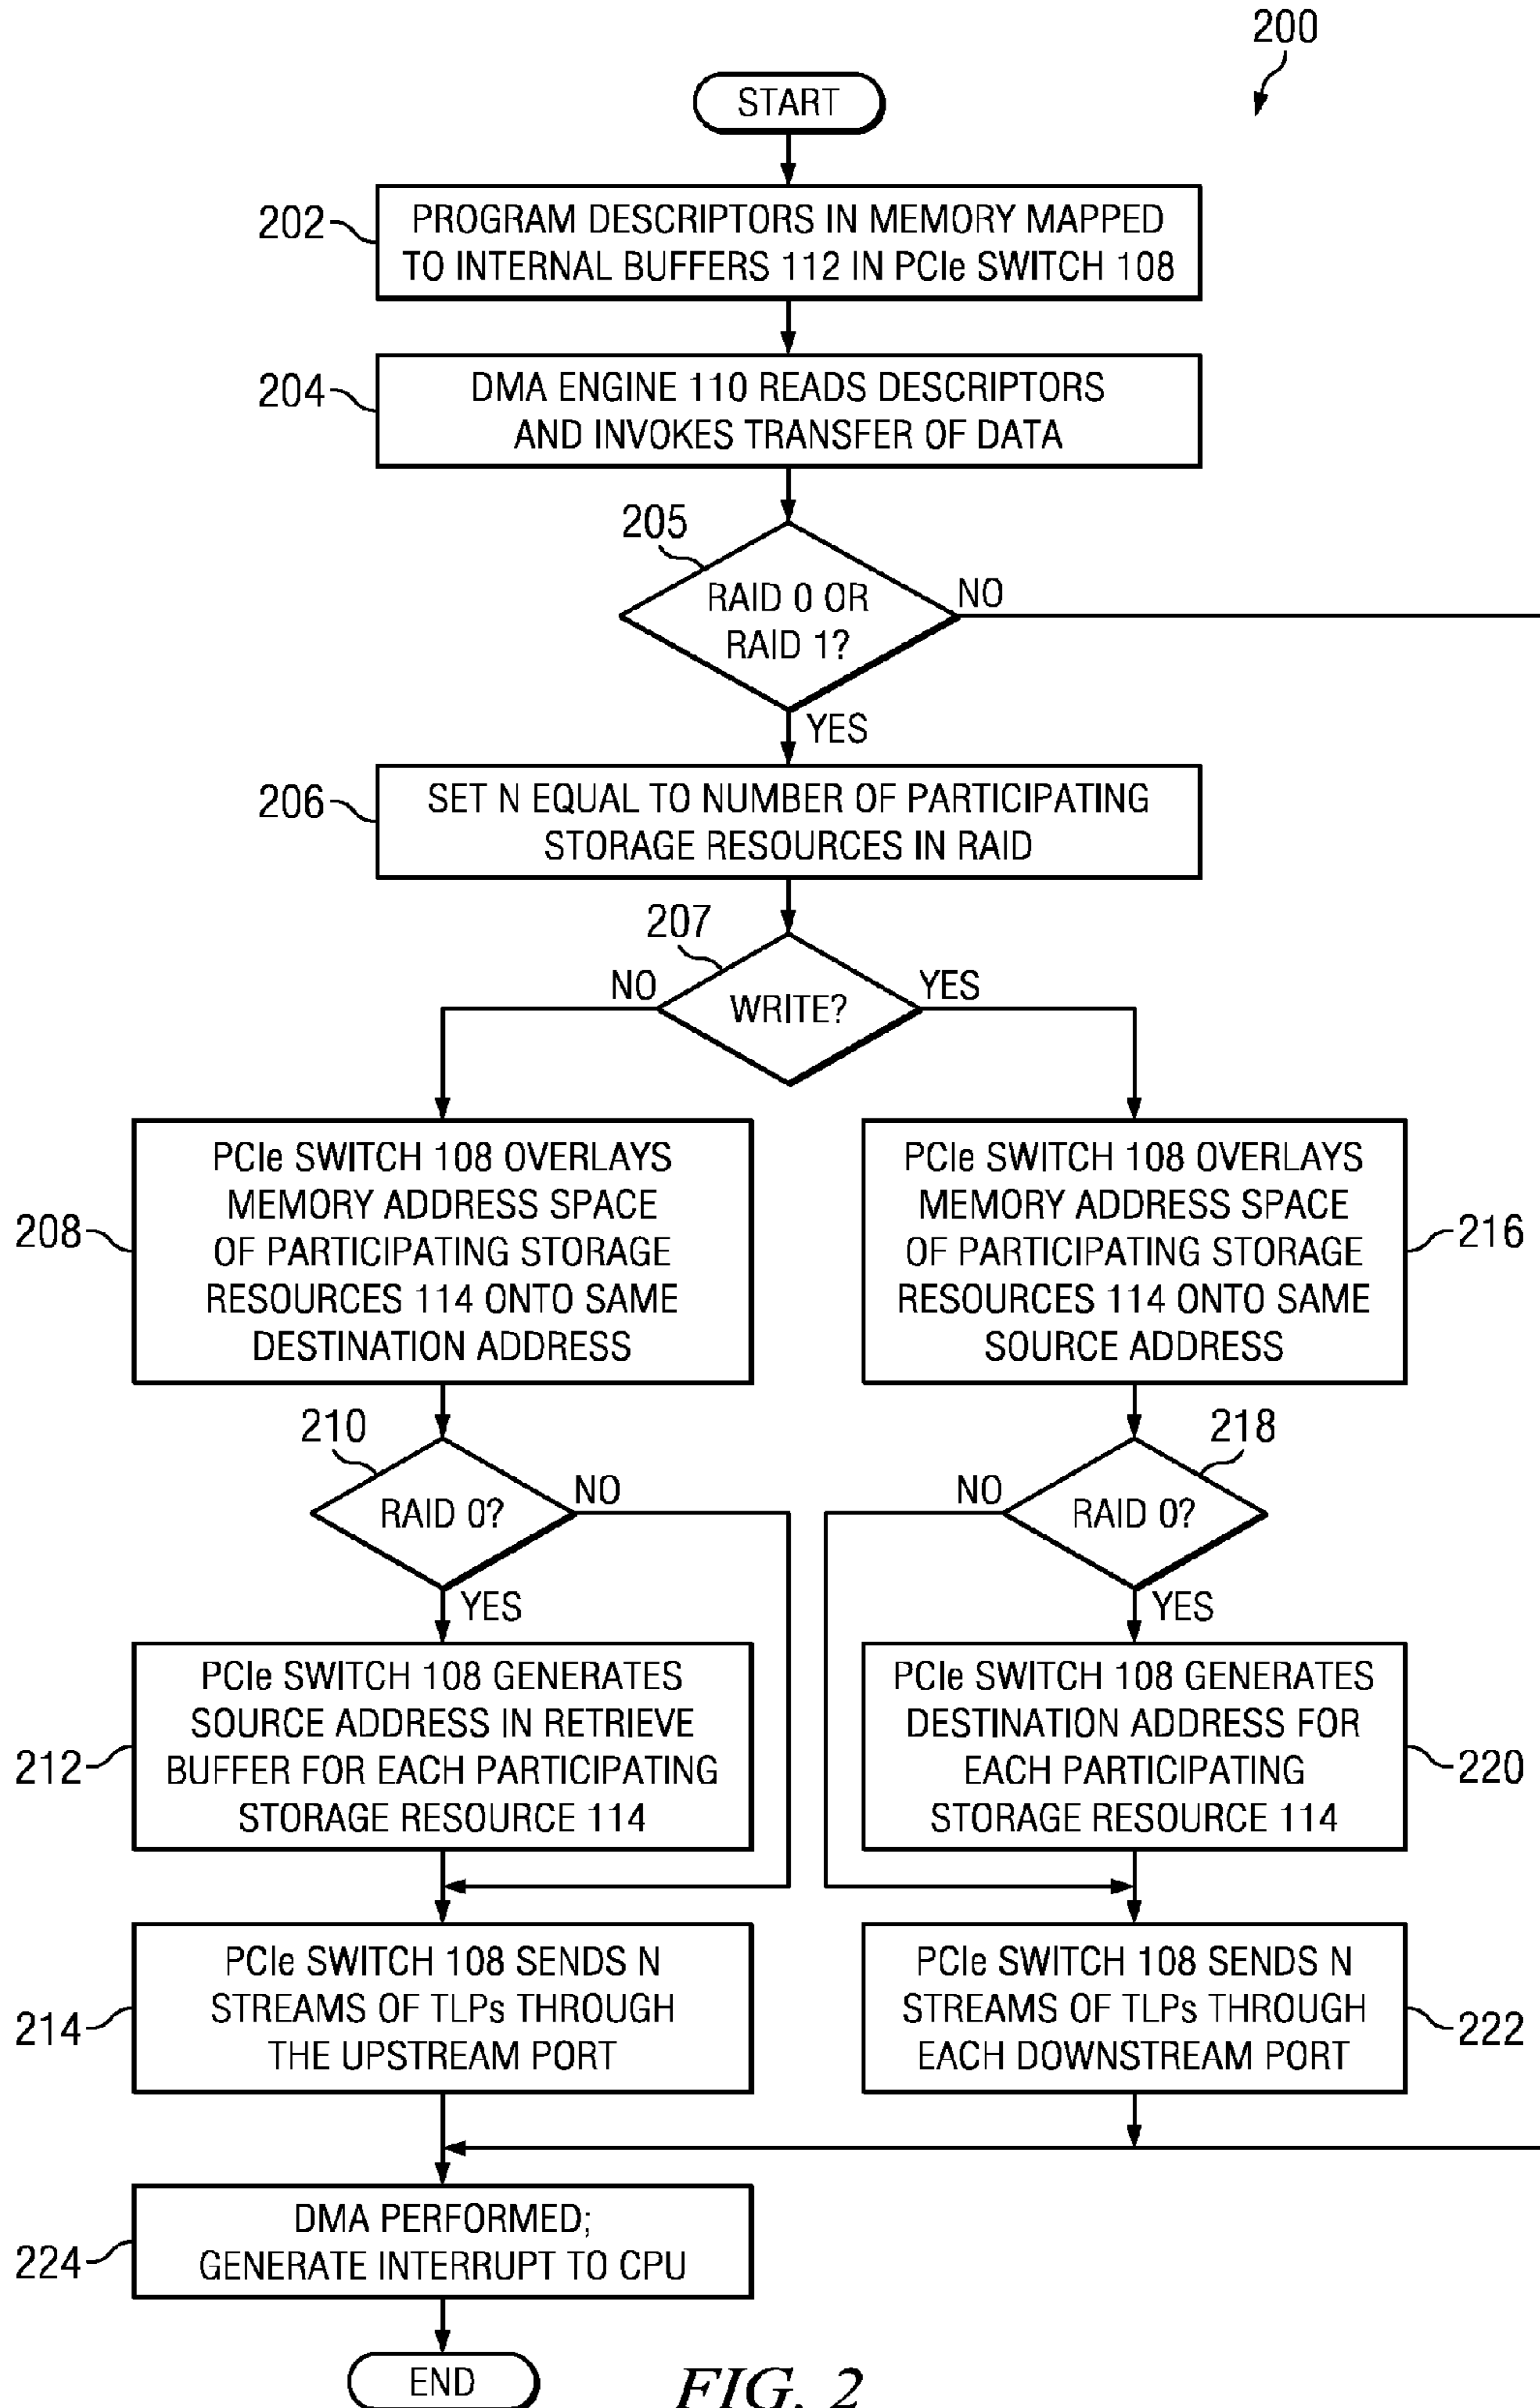 200
START
202
PROGRAM DESCRIPTORS IN MEMORY MAPPED
TO INTERNAL BUFFERS 112 IN PCIe SWITCH 108
204
DMA ENGINE 110 READS DESCRIPTORS
AND INVOKES TRANSFER OF DATA
205
RAID 0 OR
RAID 1?
NO
YES
206
SET N EQUAL TO NUMBER OF PARTICIPATING
STORAGE RESOURCES IN RAID
207
NO
WRITE?
YES
208
PCIe SWITCH 108 OVERLAYS
MEMORY ADDRESS SPACE
OF PARTICIPATING STORAGE
RESOURCES 114 ONTO SAME
DESTINATION ADDRESS
PCIe SWITCH 108 OVERLAYS
MEMORY ADDRESS SPACE
OF PARTICIPATING STORAGE
RESOURCES 114 ONTO SAME
SOURCE ADDRESS
216
210
RAID 0?
NO
YES
218
NO
RAID 0?
YES
212
PCIe SWITCH 108 GENERATES
SOURCE ADDRESS IN RETRIEVE
BUFFER FOR EACH PARTICIPATING
STORAGE RESOURCE 114
PCIe SWITCH 108 GENERATES
DESTINATION ADDRESS FOR
EACH PARTICIPATING
STORAGE RESOURCE 114
220
214
PCIe SWITCH 108 SENDS N
STREAMS OF TLPs THROUGH
THE UPSTREAM PORT
PCIe SWITCH 108 SENDS N
STREAMS OF TLPs THROUGH
EACH DOWNSTREAM PORT
222
224
DMA PERFORMED;
GENERATE INTERRUPT TO CPU
END
FIG. 2